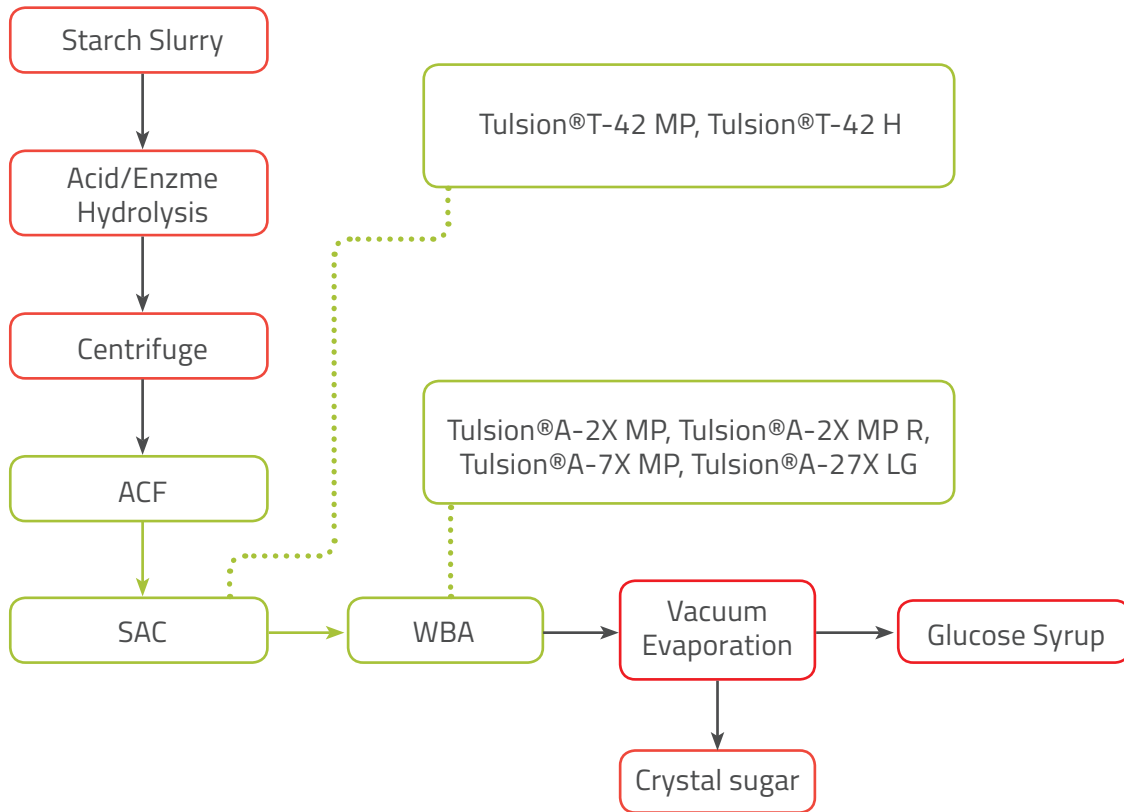 Starch Slurry
Tulsion®T-42 MP, Tulsion®T-42 H
Acid/Enzme
Hydrolysis
Centrifuge
Tulsion®A-2X MP, Tulsion®A-2X MP R,
Tulsion®A-7X MP, Tulsion®A-27X LG
ACF
SAC
WBA
Vacuum
Evaporation
Glucose Syrup
Crystal sugar